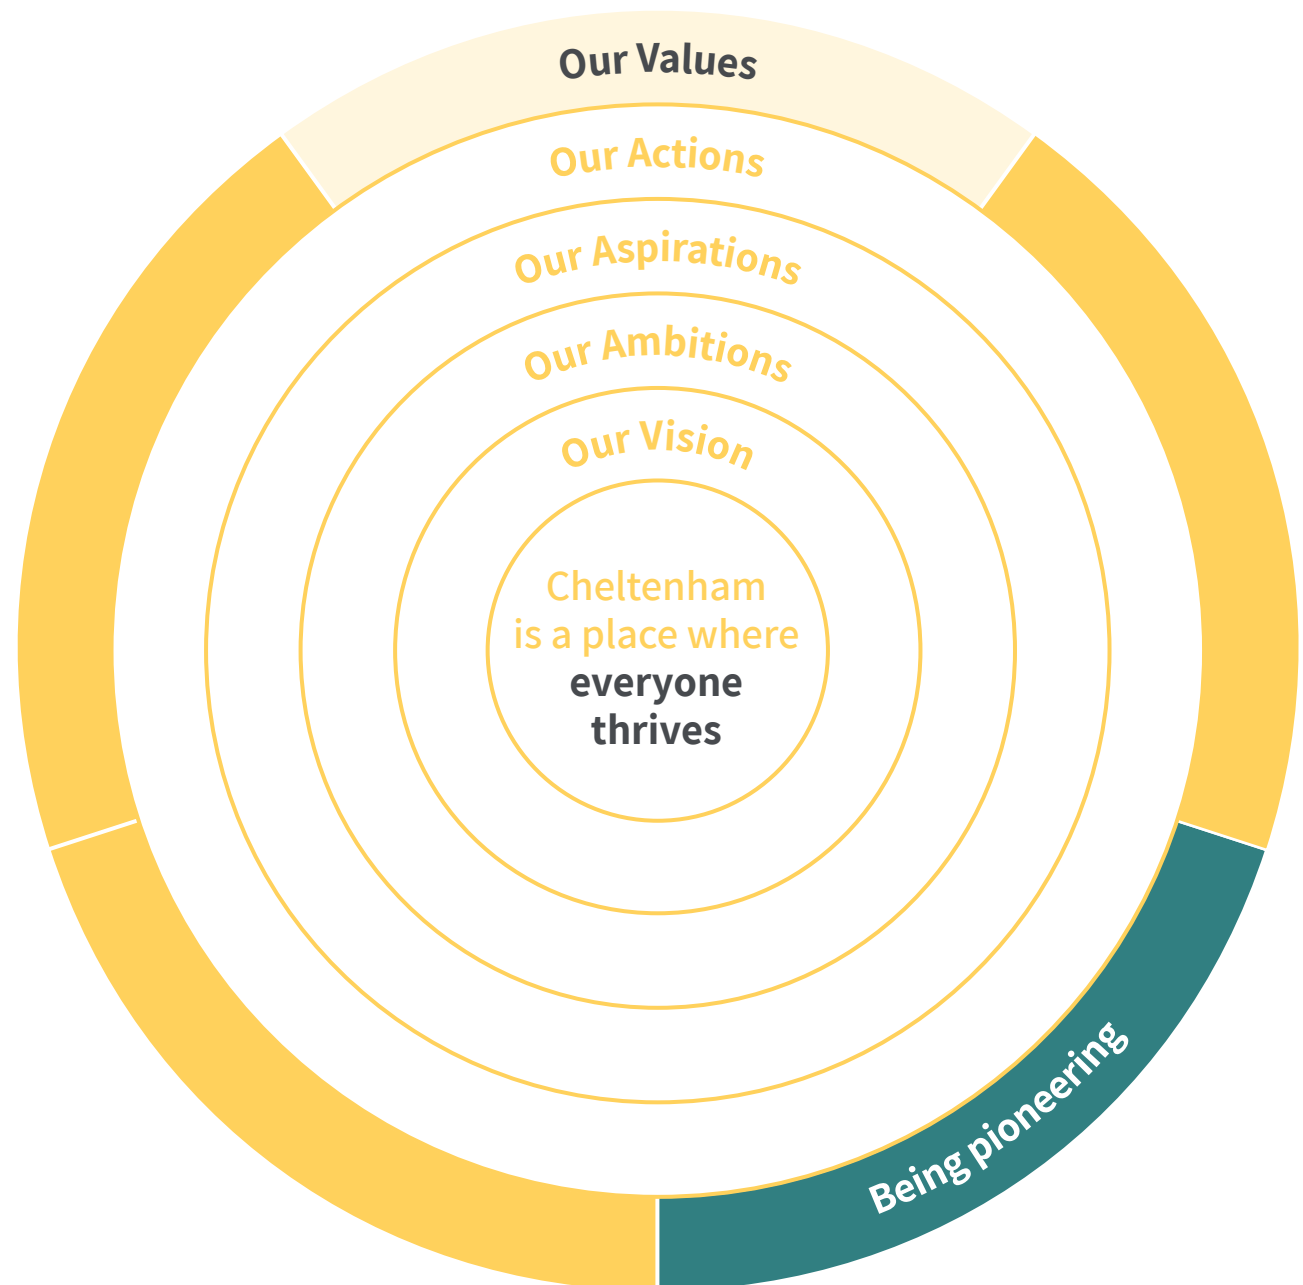 Our Values
Our Actions
Our Aspirations
Our Ambitions
Our Vision
Cheltenham
is a place where
everyone
thrives
Being pioneering